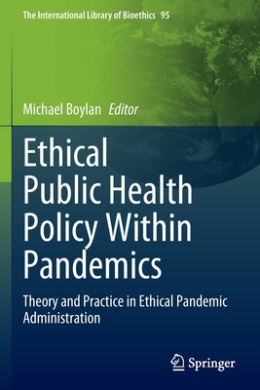 The International Library of Bioethics 95
Michael Boylan Editor
Ethical
Public Health
Policy Within
Pandemics
Theory and Practice in Ethical Pandemic
Administration
Springer